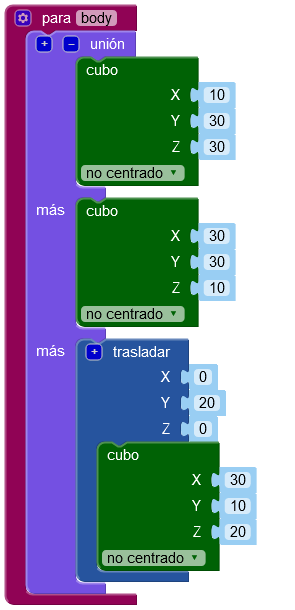 para body
+ − unión
cubo
X 10
Y 30
Z 30
no centrado ▾
más cubo
X 30
Y 30
Z 10
no centrado ▾
más + trasladar
X 0
Y 20
Z 0
cubo
X 30
Y 10
Z 20
no centrado ▾